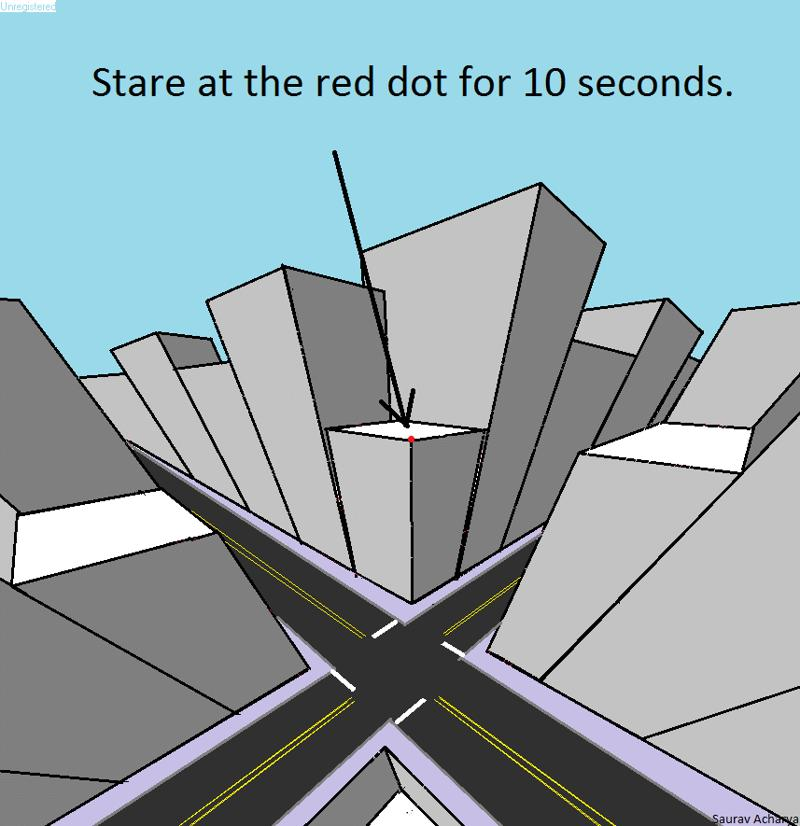 Unregistered
Stare at the red dot for 10 seconds.
Saurav Acharya